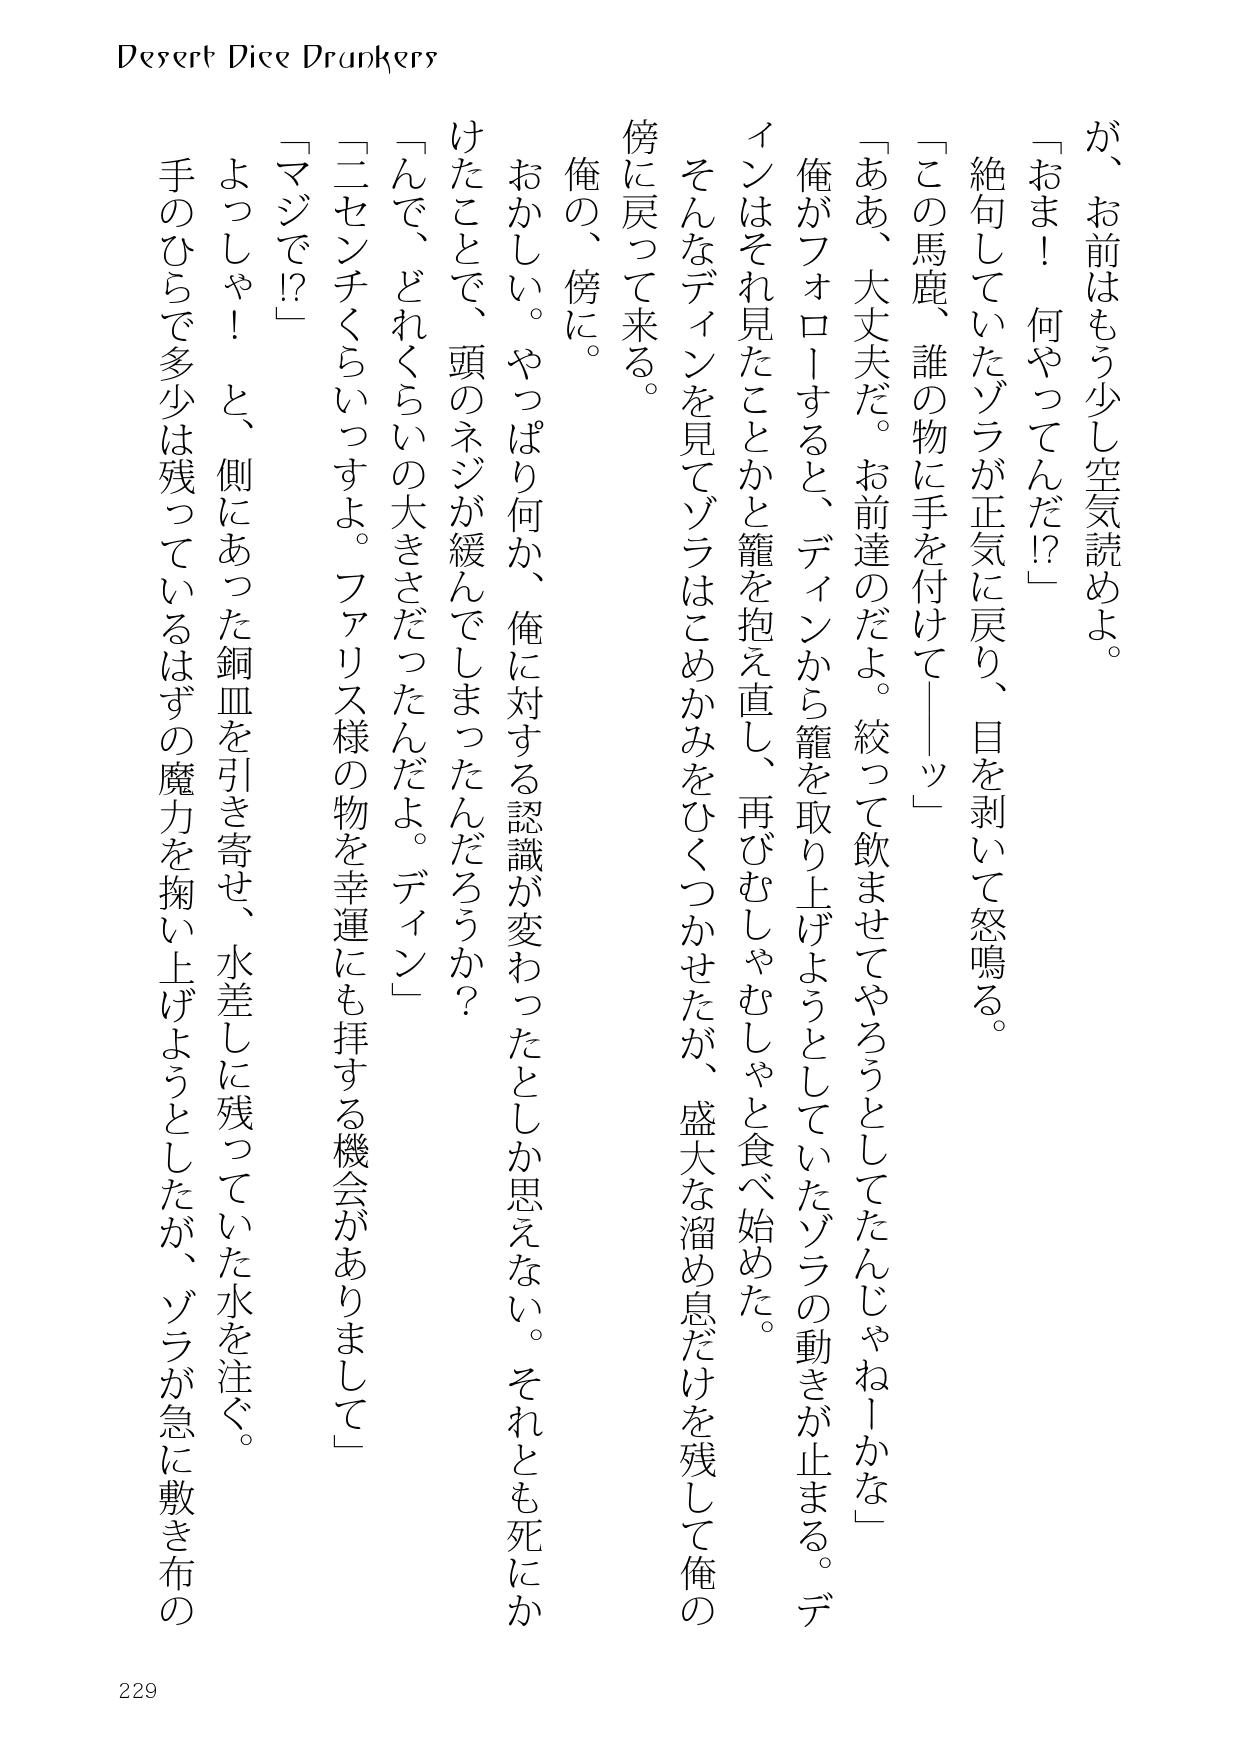 Desert Dice Drunkers
が、お前はもう少し空気読めよ。
「おま！　何やってんだ!?」
　絶句していたゾラが正気に戻り、目を剥いて怒鳴る。
「この馬鹿、誰の物に手を付けて――ッ」
「ああ、大丈夫だ。お前達のだよ。絞って飲ませてやろうとしてたんじゃねーかな」
　俺がフォローすると、ディンから籠を取り上げようとしていたゾラの動きが止まる。デ
ィンはそれ見たことかと籠を抱え直し、再びむしゃむしゃと食べ始めた。
　そんなディンを見てゾラはこめかみをひくつかせたが、盛大な溜め息だけを残して俺の
傍に戻って来る。
　俺の、傍に。
　おかしい。やっぱり何か、俺に対する認識が変わったとしか思えない。それとも死にか
けたことで、頭のネジが緩んでしまったんだろうか？
「んで、どれくらいの大きさだったんだよ。ディン」
「二センチくらいっすよ。ファリス様の物を幸運にも拝する機会がありまして」
「マジで!?」
　よっしゃ！　と、側にあった銅皿を引き寄せ、水差しに残っていた水を注ぐ。
　手のひらで多少は残っているはずの魔力を掬い上げようとしたが、ゾラが急に敷き布の
229